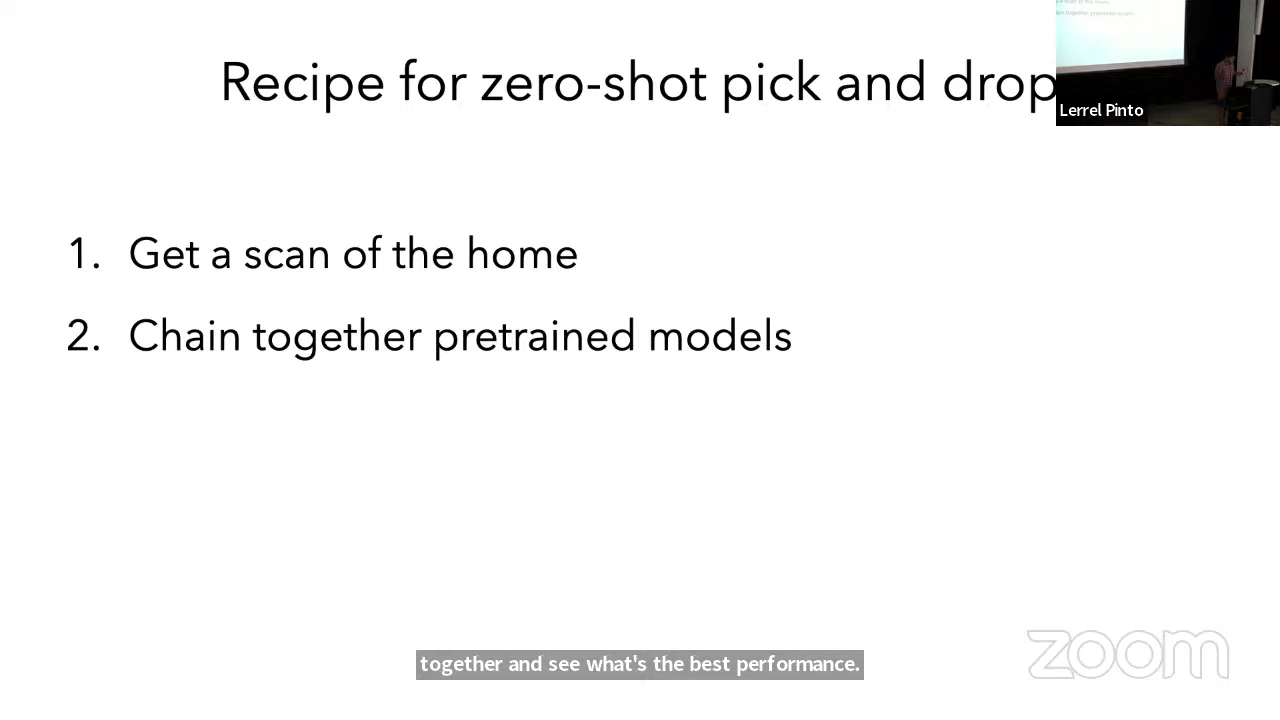 Recipe for zero-shot pick and drop
Lerrel Pinto
1. Get a scan of the home
2. Chain together pretrained models
together and see what's the best performance.
zoom